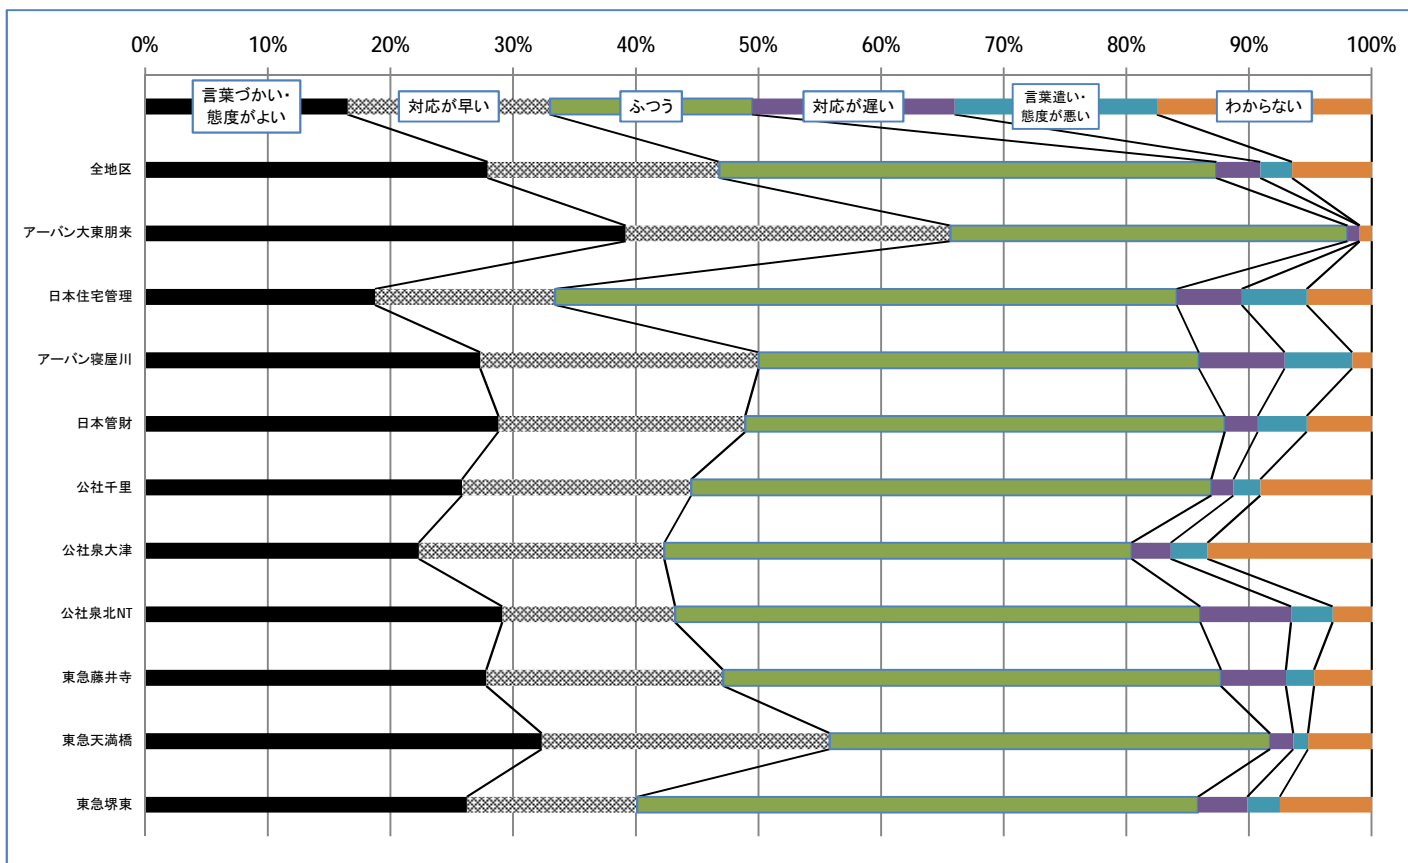 0% 10% 20% 30% 40% 50% 60% 70% 80% 90% 100%
言葉づかい・
態度がよい
対応が早い
ふつう
対応が遅い
言葉遣い・
態度が悪い
わからない
全地区
アーバン大東朋来
日本住宅管理
アーバン寝屋川
日本管財
公社千里
公社泉大津
公社泉北NT
東急藤井寺
東急天満橋
東急堺東